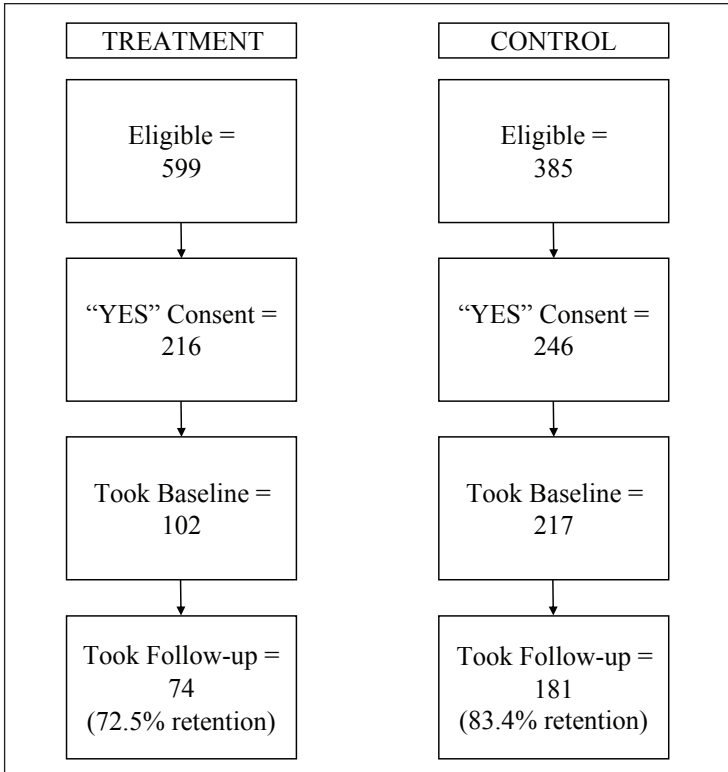 TREATMENT
Eligible =
599
“YES” Consent =
216
Took Baseline =
102
Took Follow-up =
74
(72.5% retention)
CONTROL
Eligible =
385
“YES” Consent =
246
Took Baseline =
217
Took Follow-up =
181
(83.4% retention)